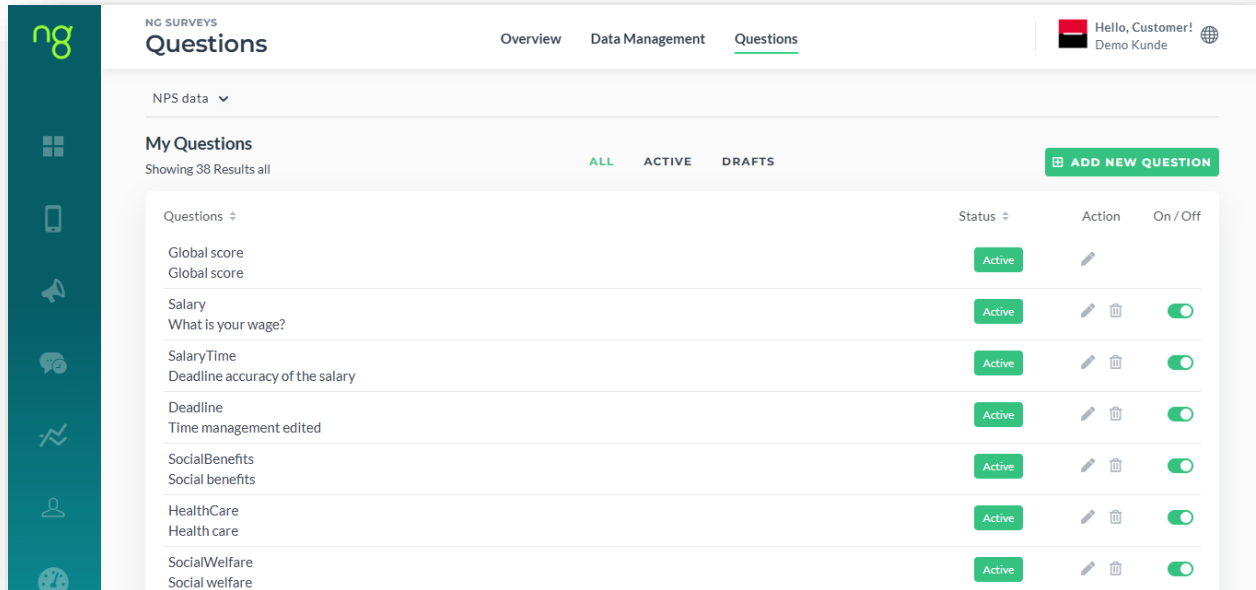 ng
NG SURVEYS
Questions
Overview Data Management Questions
Hello, Customer!
Demo Kunde
NPS data
My Questions
Showing 38 Results all
ALL ACTIVE DRAFTS
ADD NEW QUESTION
Questions Status Action On / Off
Global score
Global score
Active
Salary
What is your wage?
Active
SalaryTime
Deadline accuracy of the salary
Active
Deadline
Time management edited
Active
SocialBenefits
Social benefits
Active
HealthCare
Health care
Active
SocialWelfare
Social welfare
Active